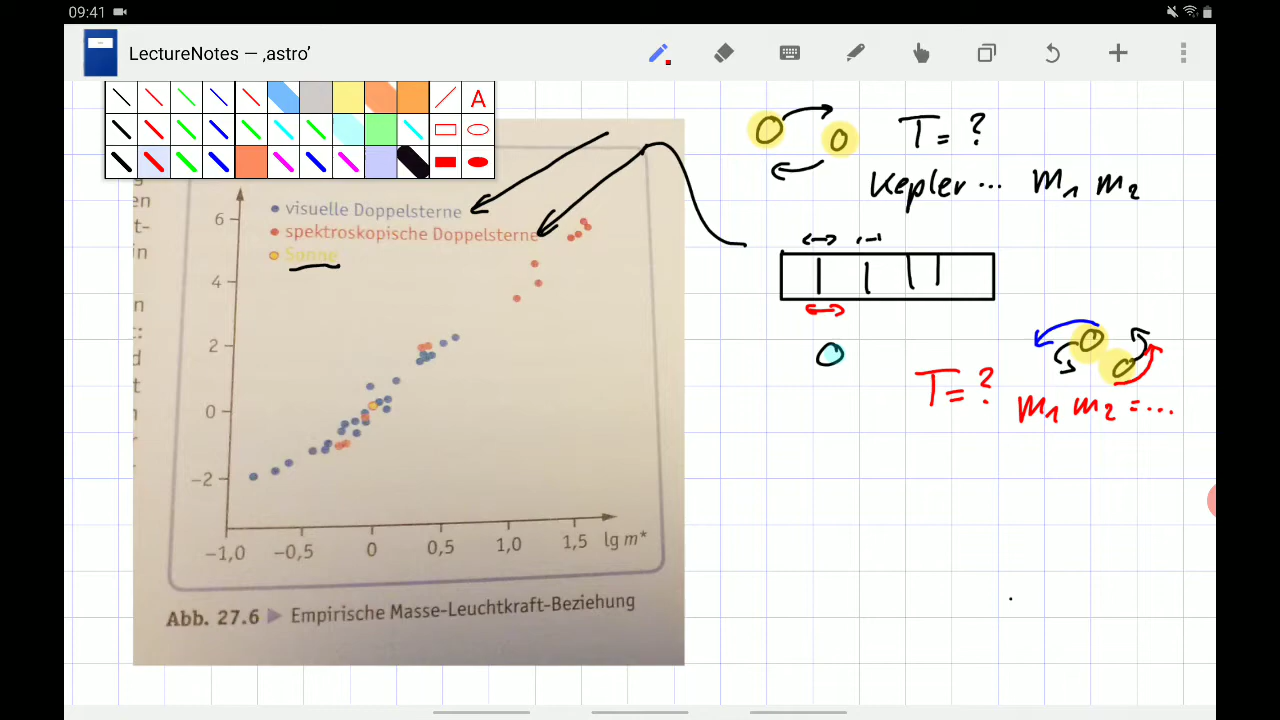 09:41
LectureNotes — ‚astro’
A
en
t-
n
n
t:
d
t
n
visuelle Doppelsterne
spektroskopische Doppelsterne
Sonne
6
4
2
0
−2
−1,0 −0,5 0 0,5 1,0 1,5 lg m*
Abb. 27.6 ▶ Empirische Masse-Leuchtkraft-Beziehung
T = ?
Kepler ... m₁ m₂
T = ?
m₁ m₂ = ...